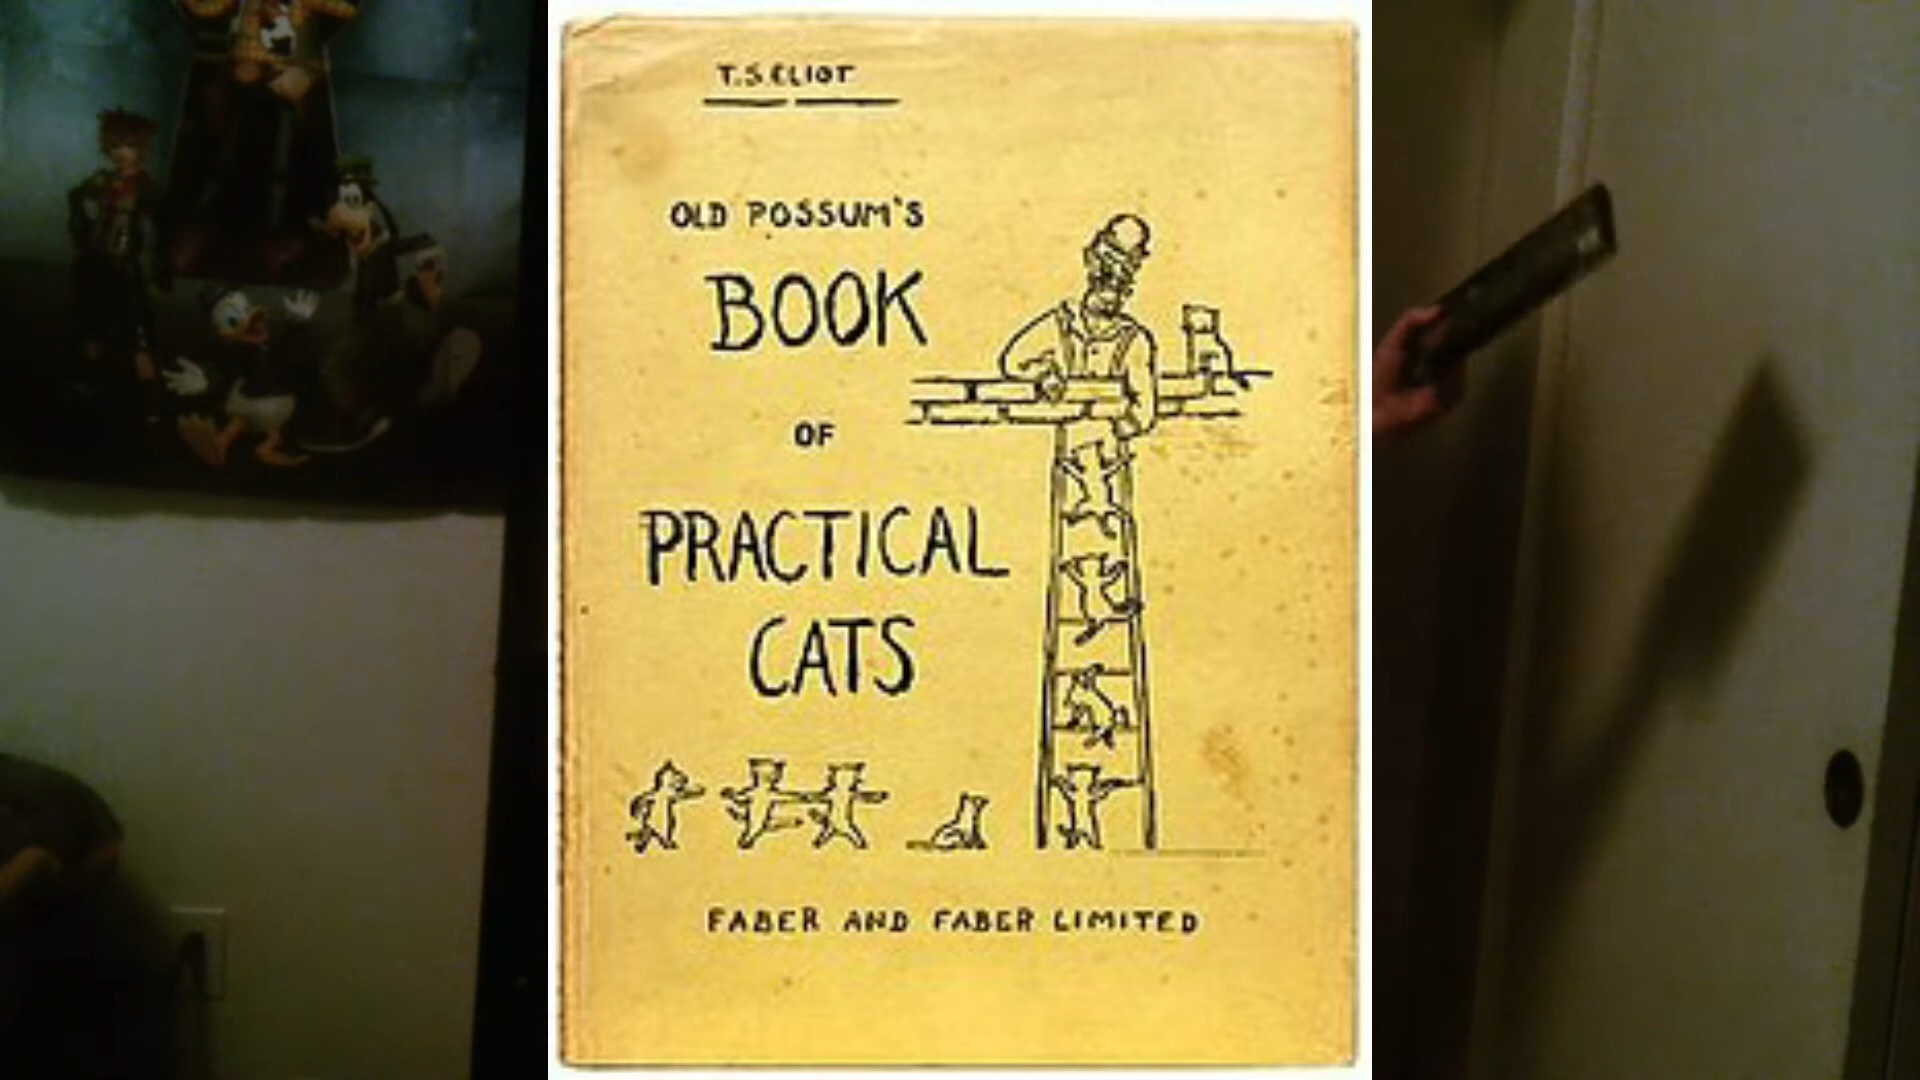 T.S. ELIOT
OLD POSSUM'S
BOOK
OF
PRACTICAL
CATS
FABER AND FABER LIMITED